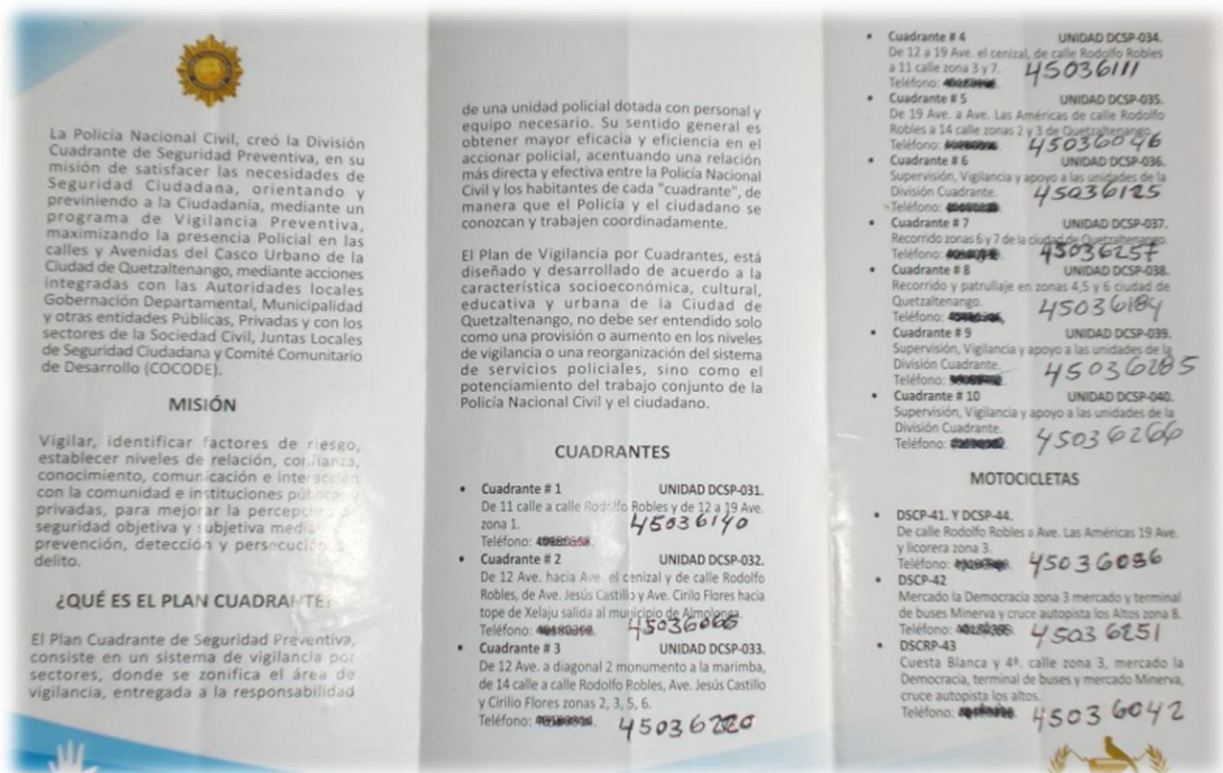 La Policía Nacional Civil, creó la División
Cuadrante de Seguridad Preventiva, en su
misión de satisfacer las necesidades de
Seguridad Ciudadana, orientando y
previniendo a la Ciudadanía, mediante un
programa de Vigilancia Preventiva,
maximizando la presencia Policial en las
calles y Avenidas del Casco Urbano de la
Ciudad de Quetzaltenango, mediante acciones
integradas con las Autoridades locales
Gobernación Departamental, Municipalidad
y otras entidades Públicas, Privadas y con los
sectores de la Sociedad Civil, Juntas Locales
de Seguridad Ciudadana y Comité Comunitario
de Desarrollo (COCODE).
MISIÓN
Vigilar, identificar factores de riesgo,
establecer niveles de relación, confianza,
conocimiento, comunicación e interacción
con la comunidad e instituciones públicas y
privadas, para mejorar la percepción de
seguridad objetiva y subjetiva
prevención, detección y persecución
delito.
¿QUÉ ES EL PLAN CUADRANTE?
El Plan Cuadrante de Seguridad Preventiva,
consiste en un sistema de vigilancia por
sectores, donde se zonifica el área de
vigilancia, entregada a la responsabilidad
de una unidad policial dotada con personal y
equipo necesario. Su sentido general es
obtener mayor eficacia y eficiencia en el
accionar policial, acentuando una relación
más directa y efectiva entre la Policía Nacional
Civil y los habitantes de cada "cuadrante", de
manera que el Policía y el ciudadano se
conozcan y trabajen coordinadamente.
El Plan de Vigilancia por Cuadrantes, está
diseñado y desarrollado de acuerdo a la
característica socioeconómica, cultural,
educativa y urbana de la Ciudad de
Quetzaltenango, no debe ser entendido solo
como una provisión o aumento en los niveles
de vigilancia o una reorganización del sistema
de servicios policiales, sino como el
potenciamiento del trabajo conjunto de la
Policía Nacional Civil y el ciudadano.
CUADRANTES
• Cuadrante # 1 UNIDAD DCSP-031.
De 11 calle a calle Rodolfo Robles y de 12 a 19 Ave.
zona 1. 45036140
Teléfono:
• Cuadrante # 2 UNIDAD DCSP-032.
De 12 Ave. hacia Ave. el cenizal y de calle Rodolfo
Robles, de Ave. Jesús Castillo y Ave. Cirilo Flores hacia
tope de Xelaju salida al municipio de Almolonga
Teléfono:
• Cuadrante # 3 UNIDAD DCSP-033.
De 12 Ave. a diagonal 2 monumento a la marimba,
de 14 calle a calle Rodolfo Robles, Ave. Jesús Castillo
y Cirilio Flores zonas 2, 3, 5, 6.
Teléfono: 45036220
• Cuadrante # 4 UNIDAD DCSP-034.
De 12 a 19 Ave. el cenizal, de calle Rodolfo Robles
a 11 calle zona 3 y 7. 45036111
Teléfono:
• Cuadrante # 5 UNIDAD DCSP-035.
De 19 Ave. a Ave. Las Américas de calle Rodolfo
Robles a 14 calle zonas 2 y 3 de Quetzaltenango
Teléfono: 45036046
• Cuadrante # 6 UNIDAD DCSP-036.
Supervisión, Vigilancia y apoyo a las unidades de la
División Cuadrante. 45036125
Teléfono:
• Cuadrante # 7 UNIDAD DCSP-037.
Recorrido zonas 6 y 7 de la ciudad de Quetzaltenango.
Teléfono: 45036257
• Cuadrante # 8 UNIDAD DCSP-038.
Recorrido y patrullaje en zonas 4,5 y 6 ciudad de
Quetzaltenango. 45036184
Teléfono:
• Cuadrante # 9 UNIDAD DCSP-039.
Supervisión, Vigilancia y apoyo a las unidades de la
División Cuadrante. 45036285
Teléfono:
• Cuadrante # 10 UNIDAD DCSP-040.
Supervisión, Vigilancia y apoyo a las unidades de la
División Cuadrante. 45036266
Teléfono:
MOTOCICLETAS
• DSCP-41. Y DCSP-44.
De calle Rodolfo Robles a Ave. Las Américas 19 Ave.
y licorera zona 3.
Teléfono: 45036036
• DSCP-42
Mercado la Democracia zona 3 mercado y terminal
de buses Minerva y cruce autopista los Altos zona 8.
Teléfono: 45036251
• DSCRP-43
Cuesta Blanca y 4ª. calle zona 3, mercado la
Democracia, terminal de buses y mercado Minerva,
cruce autopista los altos.
Teléfono: 45036042